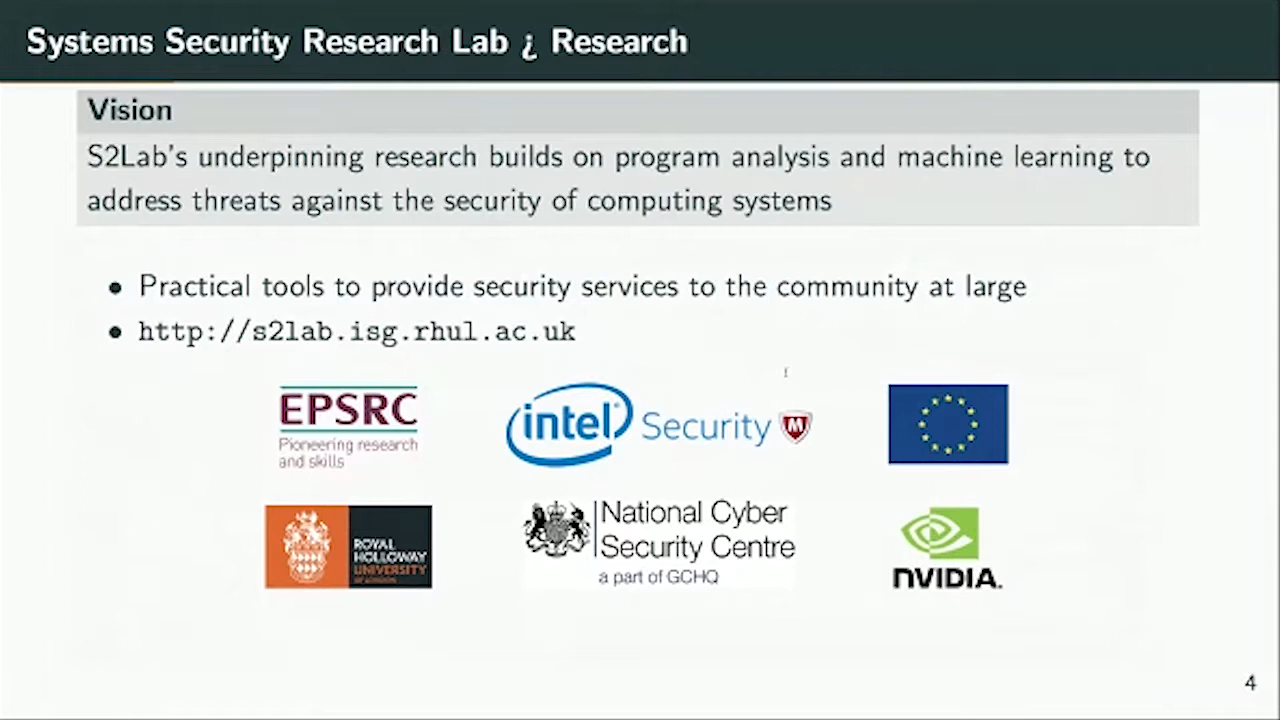 Systems Security Research Lab ¿ Research
Vision
S2Lab's underpinning research builds on program analysis and machine learning to
address threats against the security of computing systems
• Practical tools to provide security services to the community at large
• http://s2lab.isg.rhul.ac.uk
EPSRC
Pioneering research
and skills
intel® Security M
ROYAL
HOLLOWAY
UNIVERSITY
OF LONDON
National Cyber
Security Centre
a part of GCHQ
NVIDIA.
4